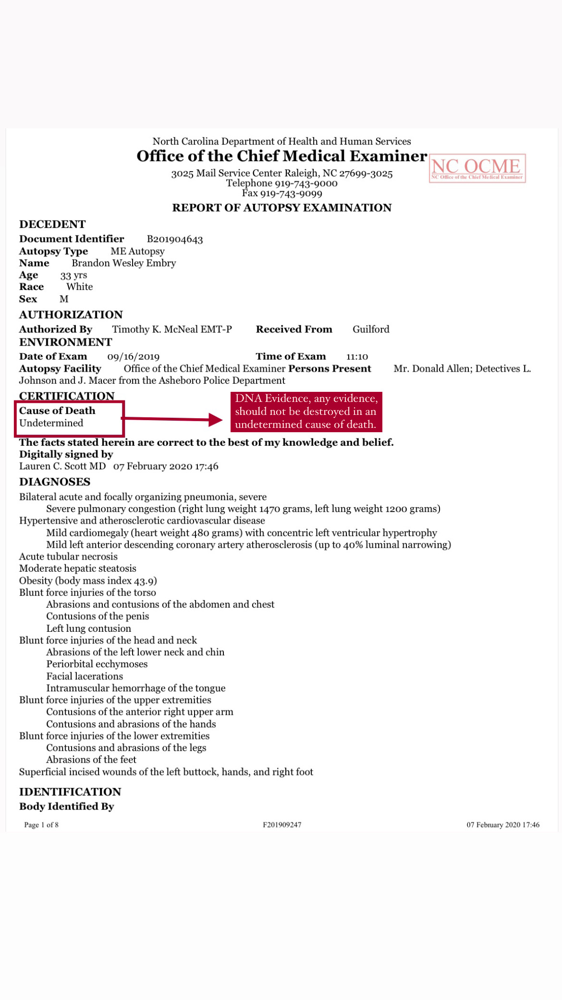 North Carolina Department of Health and Human Services
Office of the Chief Medical Examiner
NC OCME
NC Office of the Chief Medical Examiner
3025 Mail Service Center Raleigh, NC 27699-3025
Telephone 919-743-9000
Fax 919-743-9099
REPORT OF AUTOPSY EXAMINATION
DECEDENT
Document Identifier B201904643
Autopsy Type ME Autopsy
Name Brandon Wesley Embry
Age 33 yrs
Race White
Sex M
AUTHORIZATION
Authorized By Timothy K. McNeal EMT-P Received From Guilford
ENVIRONMENT
Date of Exam 09/16/2019 Time of Exam 11:10
Autopsy Facility Office of the Chief Medical Examiner Persons Present Mr. Donald Allen; Detectives L.
Johnson and J. Macer from the Asheboro Police Department
CERTIFICATION
Cause of Death
Undetermined
DNA Evidence, any evidence,
should not be destroyed in an
undetermined cause of death.
The facts stated herein are correct to the best of my knowledge and belief.
Digitally signed by
Lauren C. Scott MD 07 February 2020 17:46
DIAGNOSES
Bilateral acute and focally organizing pneumonia, severe
Severe pulmonary congestion (right lung weight 1470 grams, left lung weight 1200 grams)
Hypertensive and atherosclerotic cardiovascular disease
Mild cardiomegaly (heart weight 480 grams) with concentric left ventricular hypertrophy
Mild left anterior descending coronary artery atherosclerosis (up to 40% luminal narrowing)
Acute tubular necrosis
Moderate hepatic steatosis
Obesity (body mass index 43.9)
Blunt force injuries of the torso
Abrasions and contusions of the abdomen and chest
Contusions of the penis
Left lung contusion
Blunt force injuries of the head and neck
Abrasions of the left lower neck and chin
Periorbital ecchymoses
Facial lacerations
Intramuscular hemorrhage of the tongue
Blunt force injuries of the upper extremities
Contusions of the anterior right upper arm
Contusions and abrasions of the hands
Blunt force injuries of the lower extremities
Contusions and abrasions of the legs
Abrasions of the feet
Superficial incised wounds of the left buttock, hands, and right foot
IDENTIFICATION
Body Identified By
Page 1 of 8 F201909247 07 February 2020 17:46